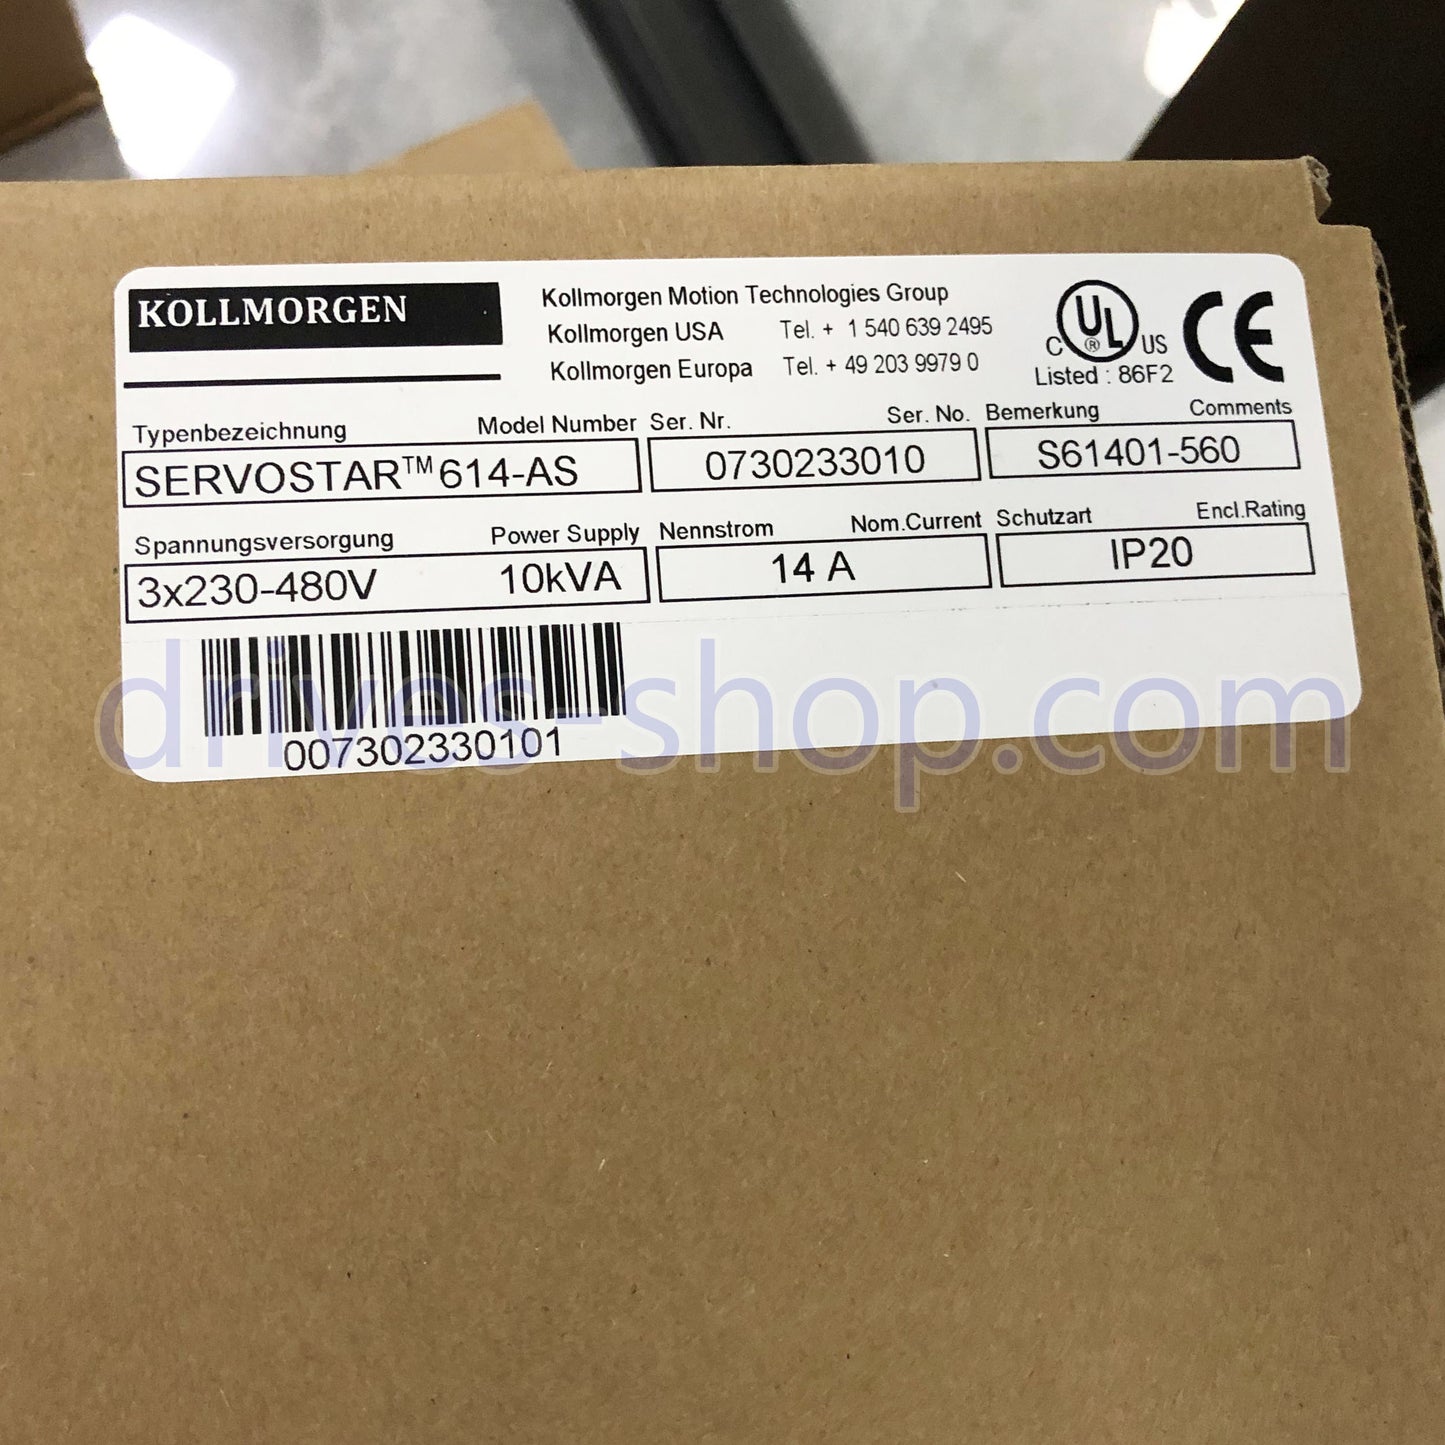 KOLLMORGEN
Kollmorgen Motion Technologies Group
Kollmorgen USA Tel. + 1 540 639 2495
Kollmorgen Europa Tel. + 49 203 9979 0
C UL ® US
Listed : 86F2
CE
Typenbezeichnung Model Number Ser. Nr. Ser. No. Bemerkung Comments
SERVOSTAR™ 614-AS 0730233010 S61401-560
Spannungsversorgung Power Supply Nennstrom Nom.Current Schutzart Encl.Rating
3x230-480V 10kVA 14 A IP20
drives-shop.com
007302330101